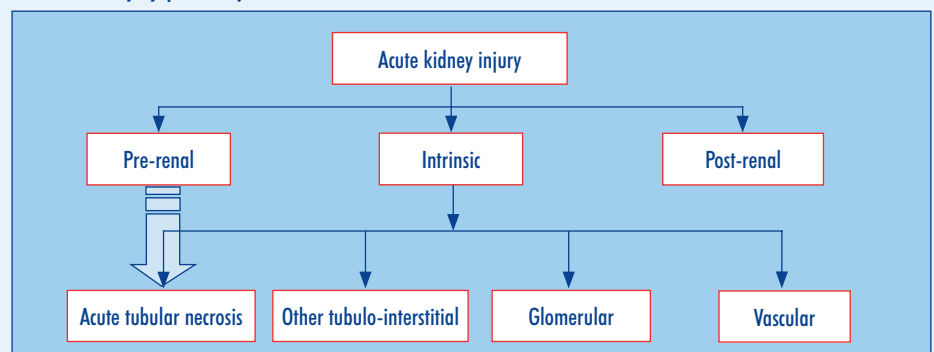 Acute kidney injury
Pre-renal
Intrinsic
Post-renal
Acute tubular necrosis
Other tubulo-interstitial
Glomerular
Vascular